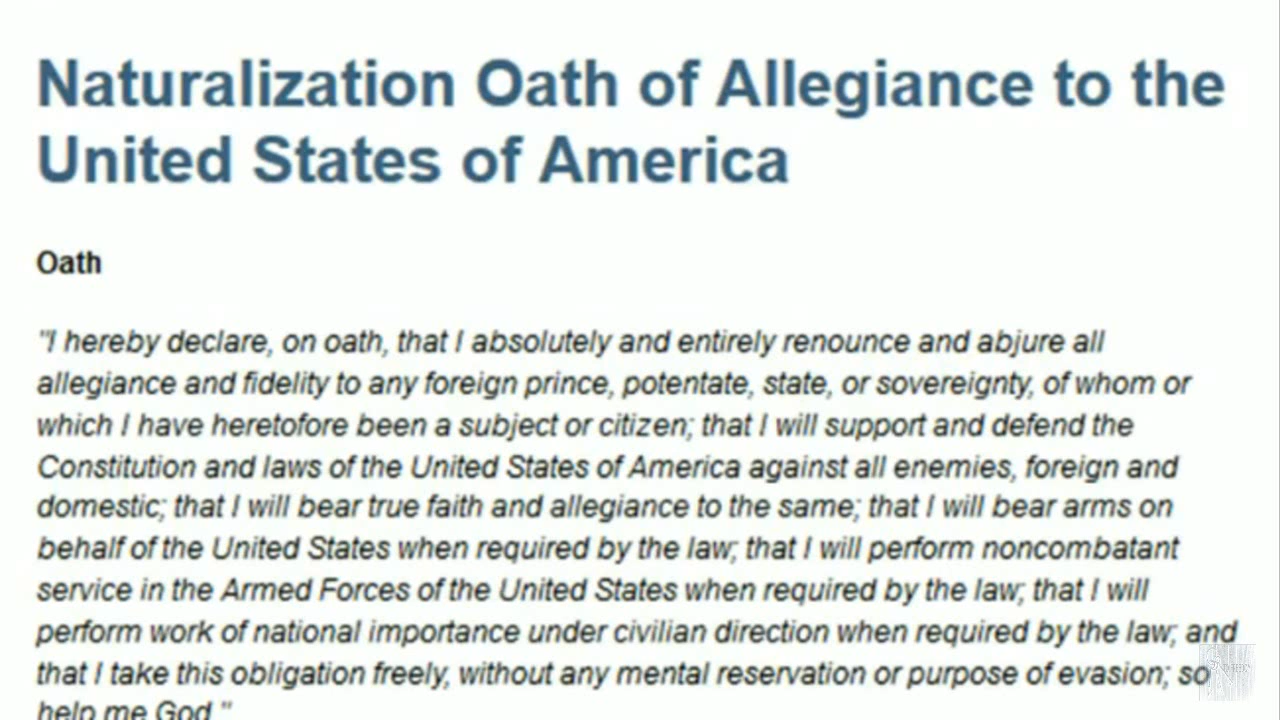 Naturalization Oath of Allegiance to the
United States of America
Oath
"I hereby declare, on oath, that I absolutely and entirely renounce and abjure all
allegiance and fidelity to any foreign prince, potentate, state, or sovereignty, of whom or
which I have heretofore been a subject or citizen; that I will support and defend the
Constitution and laws of the United States of America against all enemies, foreign and
domestic; that I will bear true faith and allegiance to the same; that I will bear arms on
behalf of the United States when required by the law; that I will perform noncombatant
service in the Armed Forces of the United States when required by the law; that I will
perform work of national importance under civilian direction when required by the law; and
that I take this obligation freely, without any mental reservation or purpose of evasion; so
help me God."